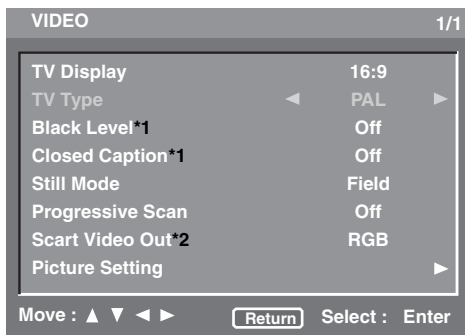 VIDEO 1/1
TV Display 16:9
TV Type ◀ PAL ▶
Black Level*1 Off
Closed Caption*1 Off
Still Mode Field
Progressive Scan Off
Scart Video Out*2 RGB
Picture Setting ▶
Move : ▲ ▼ ◀ ▶ Return Select : Enter